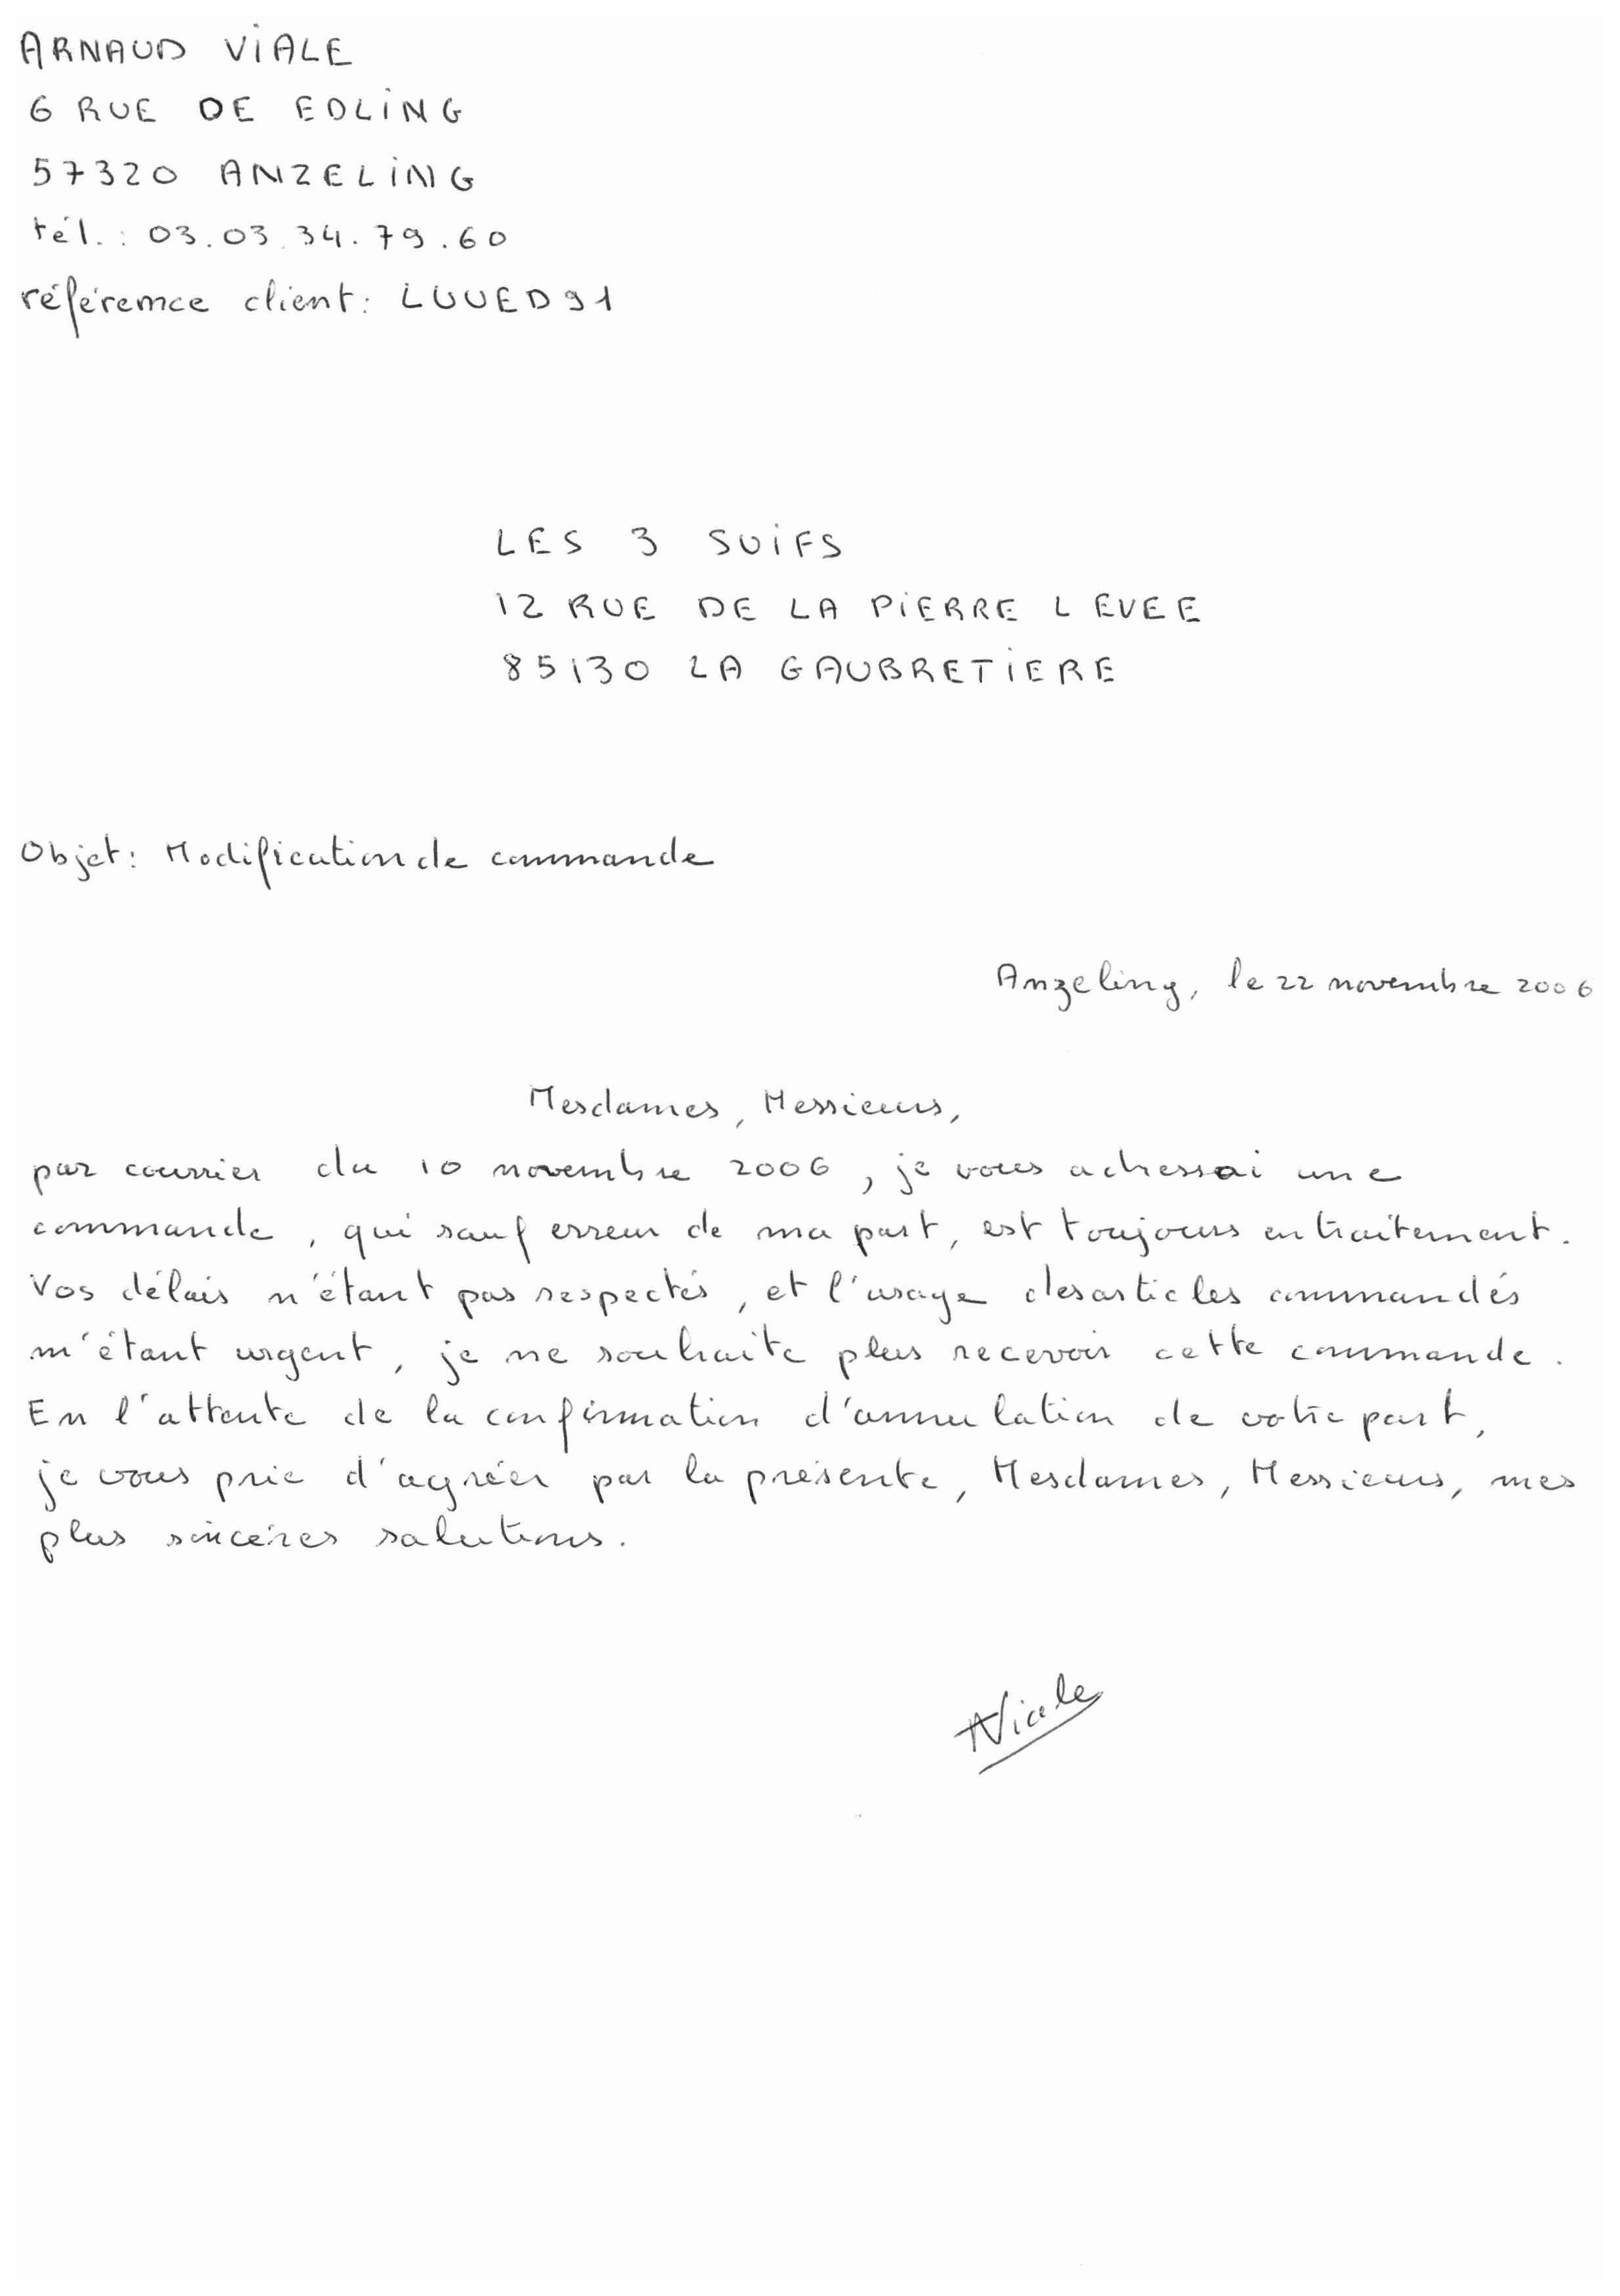 ARNAUD VIALE
6 RUE DE EDLING
57320 ANZELING
tél. : 03.03.34.79.60
référence client : LUUED91
LES 3 SUIFS
12 RUE DE LA PIERRE LEVEE
85130 LA GAUBRETIERE
Objet : Modification de commande
Anzeling, le 22 novembre 2006
Mesdames, Messieurs,
par courrier du 10 novembre 2006, je vous adressai une
commande, qui sauf erreur de ma part, est toujours en traitement.
Vos délais n'étant pas respectés, et l'usage des articles commandés
m'étant urgent, je ne souhaite plus recevoir cette commande.
En l'attente de la confirmation d'annulation de votre part,
je vous prie d'agréer par la présente, Mesdames, Messieurs, mes
plus sincères salutions.
AViale